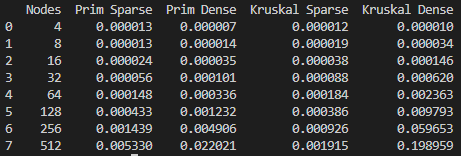 Nodes Prim Sparse Prim Dense Kruskal Sparse Kruskal Dense
0 4 0.000013 0.000007 0.000012 0.000010
1 8 0.000013 0.000014 0.000019 0.000034
2 16 0.000024 0.000035 0.000038 0.000146
3 32 0.000056 0.000101 0.000088 0.000620
4 64 0.000148 0.000336 0.000184 0.002363
5 128 0.000433 0.001232 0.000386 0.009793
6 256 0.001439 0.004906 0.000926 0.059653
7 512 0.005330 0.022021 0.001915 0.198959